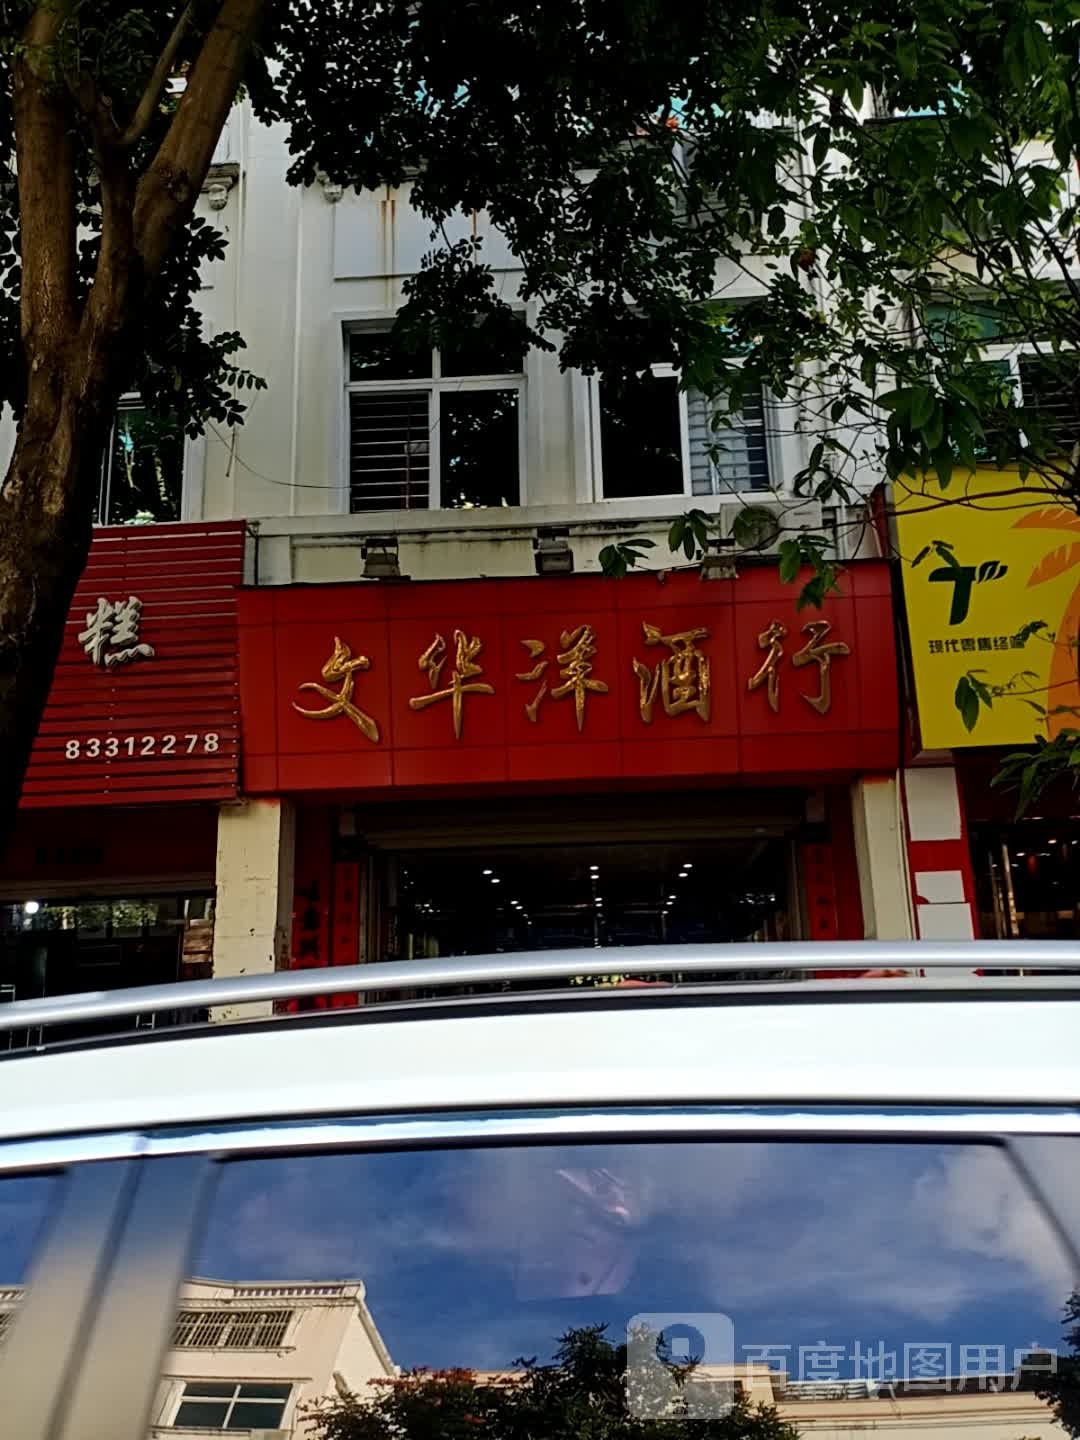 糕
83312278
文华洋酒行
T
现代零售终端
百度地图用户